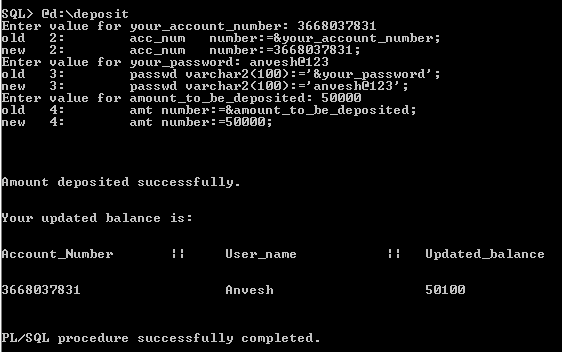 SQL> @d:\deposit
Enter value for your_account_number: 3668037831
old   2:        acc_num   number:=&your_account_number;
new   2:        acc_num   number:=3668037831;
Enter value for your_password: anvesh@123
old   3:        passwd varchar2(100):='&your_password';
new   3:        passwd varchar2(100):='anvesh@123';
Enter value for amount_to_be_deposited: 50000
old   4:        amt number:=&amount_to_be_deposited;
new   4:        amt number:=50000;
Amount deposited successfully.
Your updated balance is:
Account_Number       ||     User_name           ||   Updated_balance
3668037831                  Anvesh                   50100
PL/SQL procedure successfully completed.